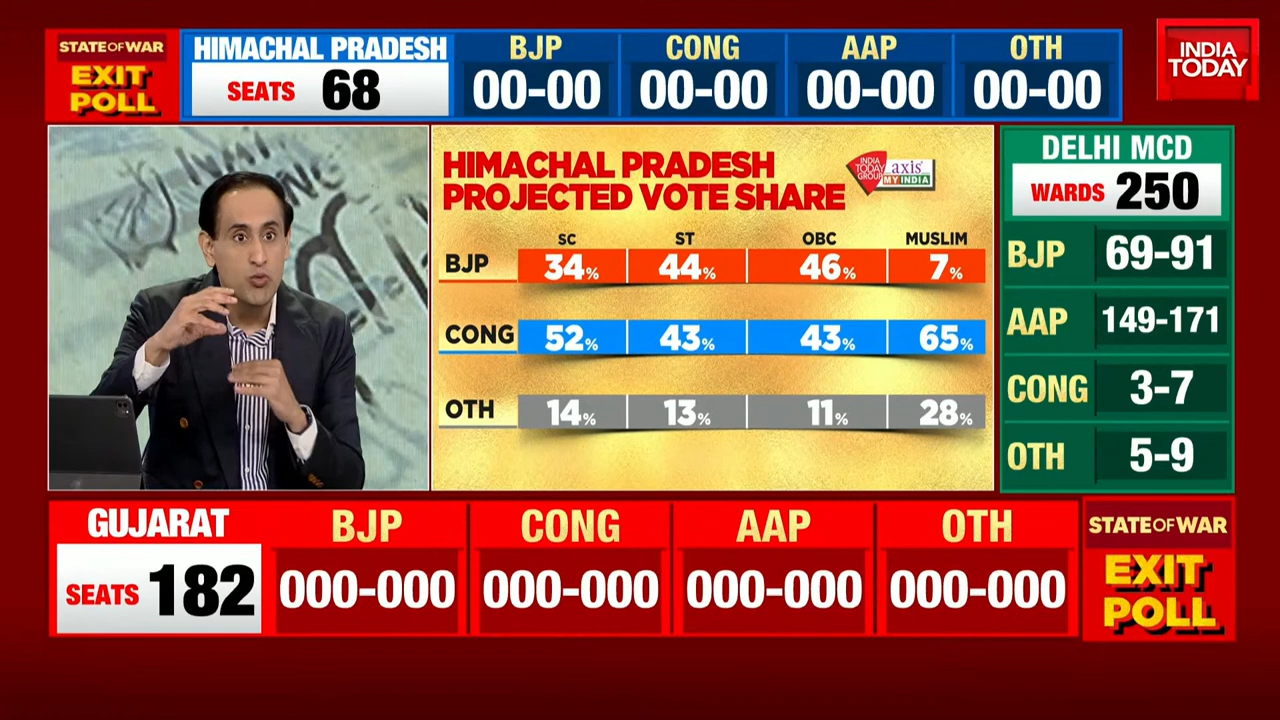 STATE OF WAR
EXIT
POLL
HIMACHAL PRADESH
SEATS 68
BJP
00-00
CONG
00-00
AAP
00-00
OTH
00-00
INDIA
TODAY
HIMACHAL PRADESH
PROJECTED VOTE SHARE
INDIA
TODAY
GROUP
axis
MY INDIA
SC ST OBC MUSLIM
BJP 34% 44% 46% 7%
CONG 52% 43% 43% 65%
OTH 14% 13% 11% 28%
DELHI MCD
WARDS 250
BJP 69-91
AAP 149-171
CONG 3-7
OTH 5-9
GUJARAT
SEATS 182
BJP
000-000
CONG
000-000
AAP
000-000
OTH
000-000
STATE OF WAR
EXIT
POLL